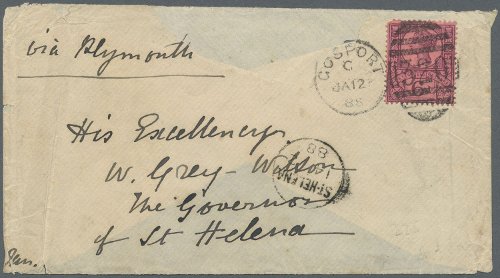 via Plymouth
GOSPORT
C
JA 12
88
His Excellency
W. Grey-Wilson
The Governor
of St Helena
ST. HELENA
88